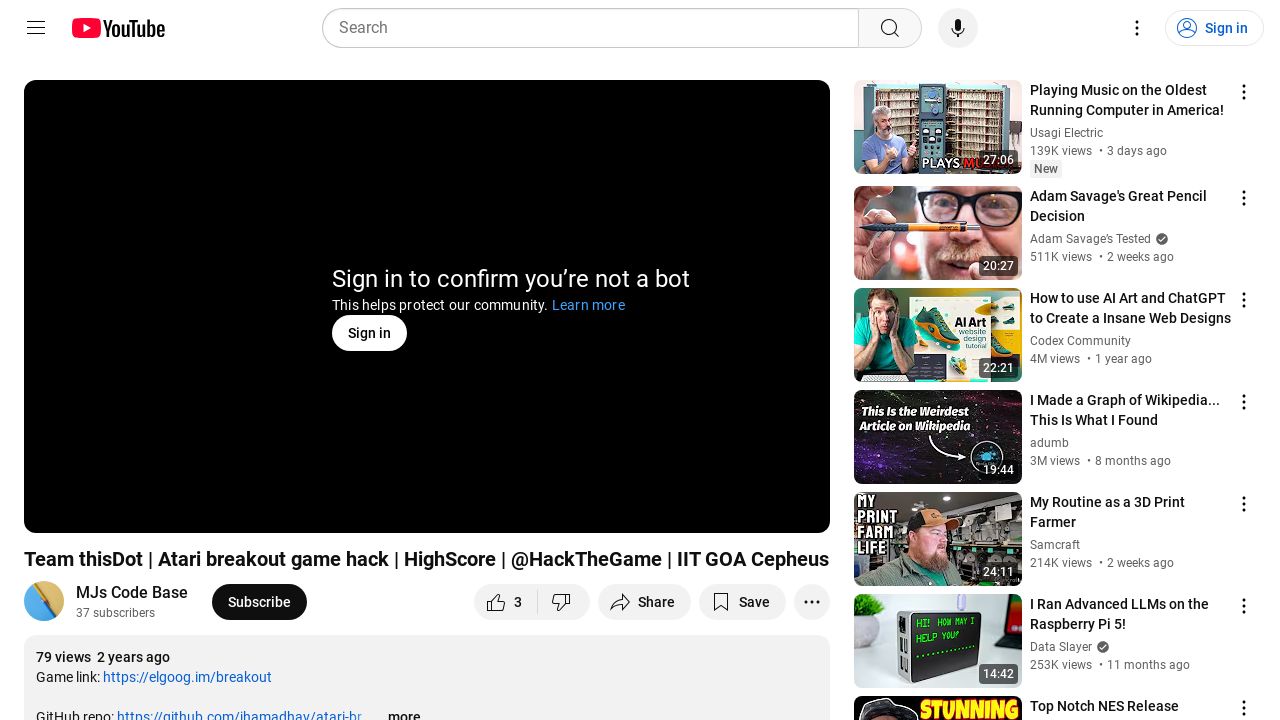 YouTube
Search
Sign in
Sign in to confirm you’re not a bot
This helps protect our community. Learn more
Sign in
Team thisDot | Atari breakout game hack | HighScore | @HackTheGame | IIT GOA Cepheus
MJs Code Base
37 subscribers
Subscribe
3
Share
Save
79 views 2 years ago
Game link: https://elgoog.im/breakout
GitHub repo: https://github.com/jhamadhav/atari-br
...more
PLAYS MU
27:06
Playing Music on the Oldest
Running Computer in America!
Usagi Electric
139K views • 3 days ago
New
20:27
Adam Savage's Great Pencil
Decision
Adam Savage’s Tested
511K views • 2 weeks ago
AI Art
website
design
tutorial
22:21
How to use AI Art and ChatGPT
to Create a Insane Web Designs
Codex Community
4M views • 1 year ago
This Is the Weirdest
Article on Wikipedia
19:44
I Made a Graph of Wikipedia...
This Is What I Found
adumb
3M views • 8 months ago
MY
PRINT
FARM
LIFE
24:11
My Routine as a 3D Print
Farmer
Samcraft
214K views • 2 weeks ago
HI! HOW MAY I
HELP YOU?
14:42
I Ran Advanced LLMs on the
Raspberry Pi 5!
Data Slayer
253K views • 11 months ago
STUNNING
Top Notch NES Release